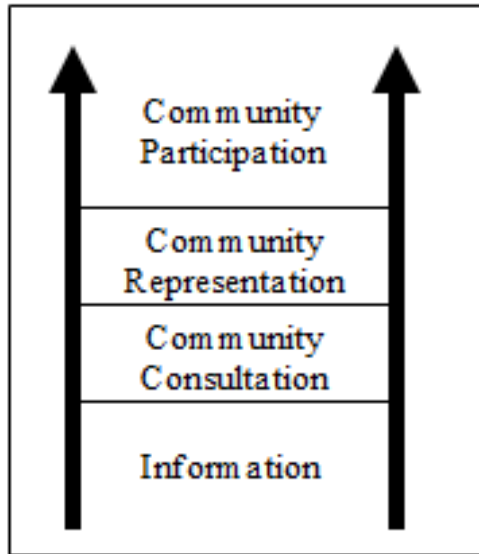 Community
Participation
Community
Representation
Community
Consultation
Information